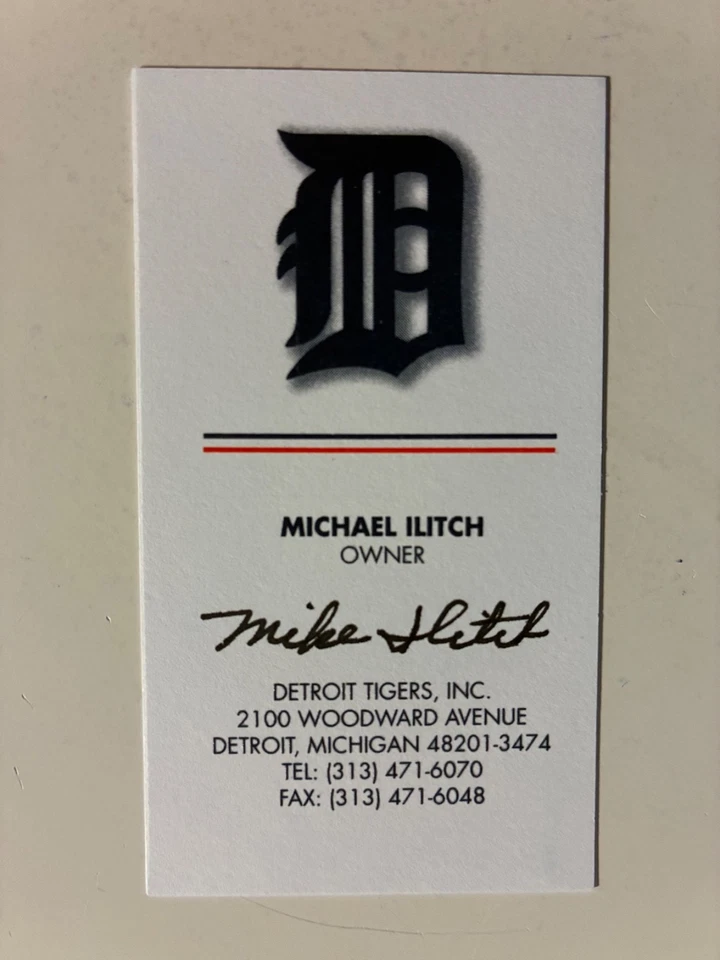 D
MICHAEL ILITCH
OWNER
Mike Ilitch
DETROIT TIGERS, INC.
2100 WOODWARD AVENUE
DETROIT, MICHIGAN 48201-3474
TEL: (313) 471-6070
FAX: (313) 471-6048